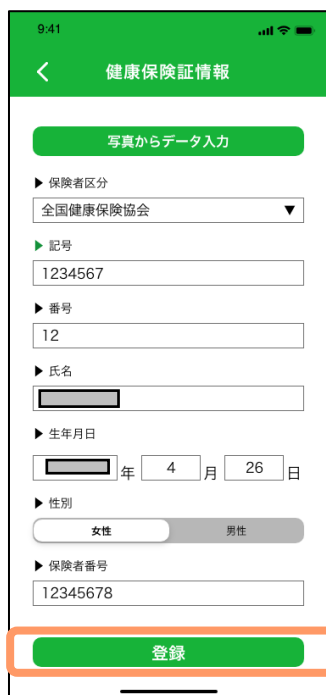 9:41
健康保険証情報
写真からデータ入力
▶ 保険者区分
全国健康保険協会 ▼
▶ 記号
1234567
▶ 番号
12
▶ 氏名
▶ 生年月日
年 4 月 26 日
▶ 性別
女性 男性
▶ 保険者番号
12345678
登録